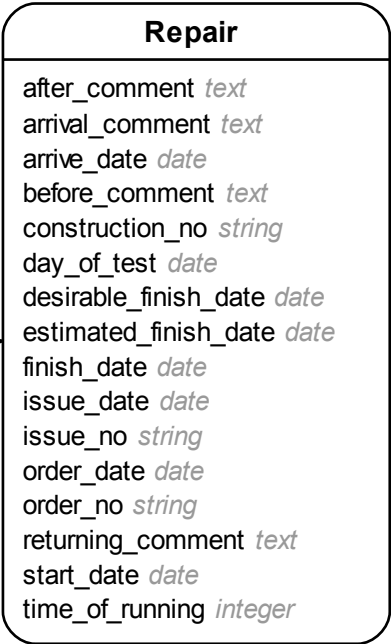 Repair
after_comment text
arrival_comment text
arrive_date date
before_comment text
construction_no string
day_of_test date
desirable_finish_date date
estimated_finish_date date
finish_date date
issue_date date
issue_no string
order_date date
order_no string
returning_comment text
start_date date
time_of_running integer